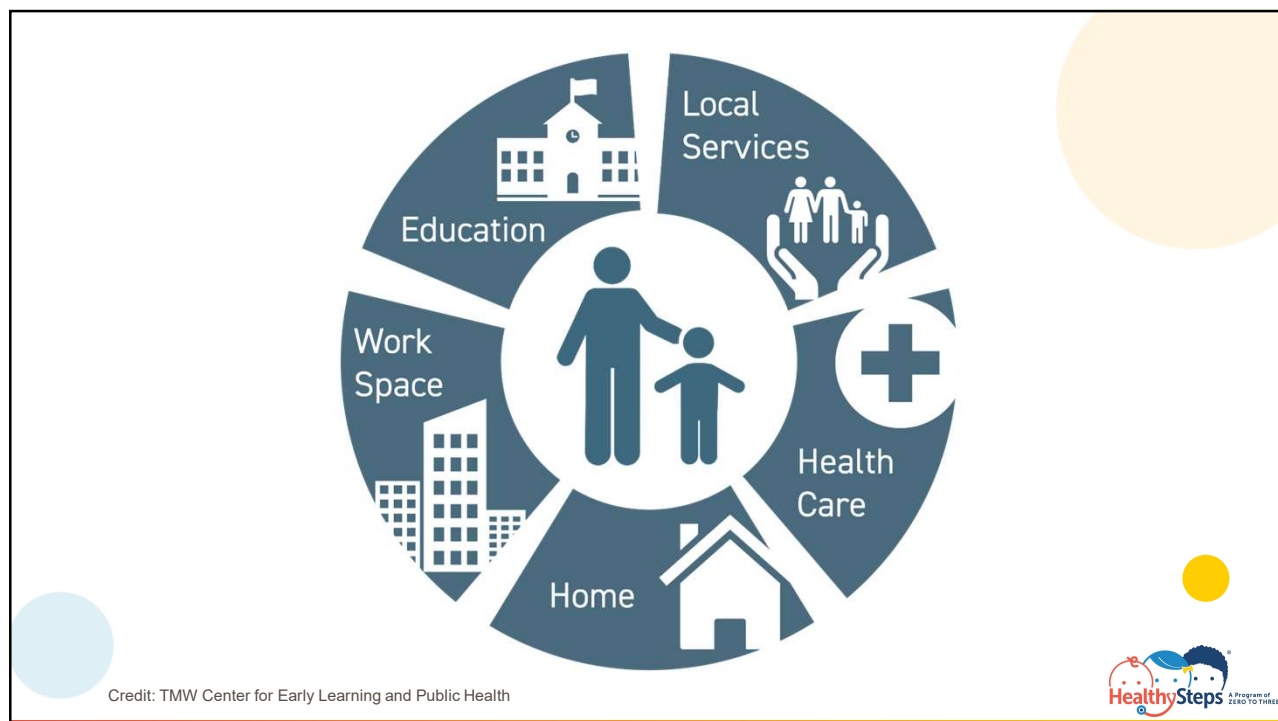 Local
Services
Education
Work
Space
Health
Care
Home
Credit: TMW Center for Early Learning and Public Health
HealthySteps
A Program of
ZERO TO THREE